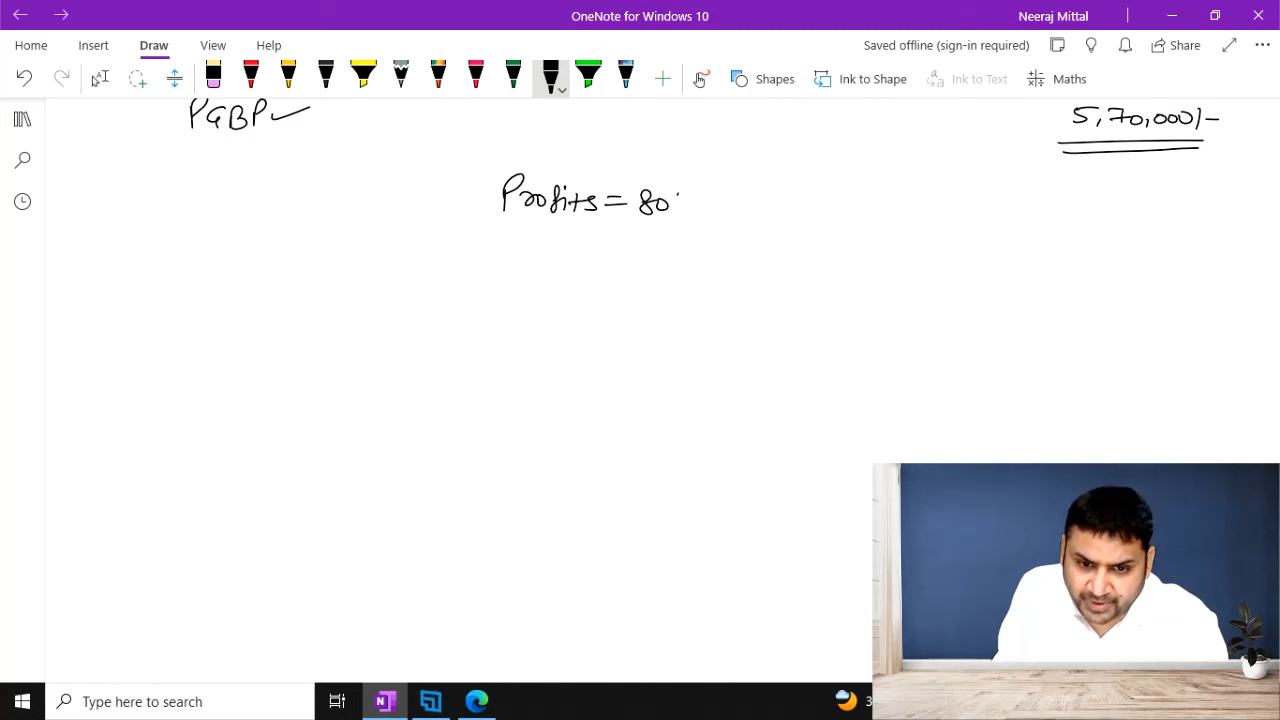 OneNote for Windows 10
Neeraj Mittal
Home Insert Draw View Help
Saved offline (sign-in required)
Share
Shapes
Ink to Shape
Ink to Text
Maths
PGBP
5,70,000/-
Profits = 80
Type here to search
3